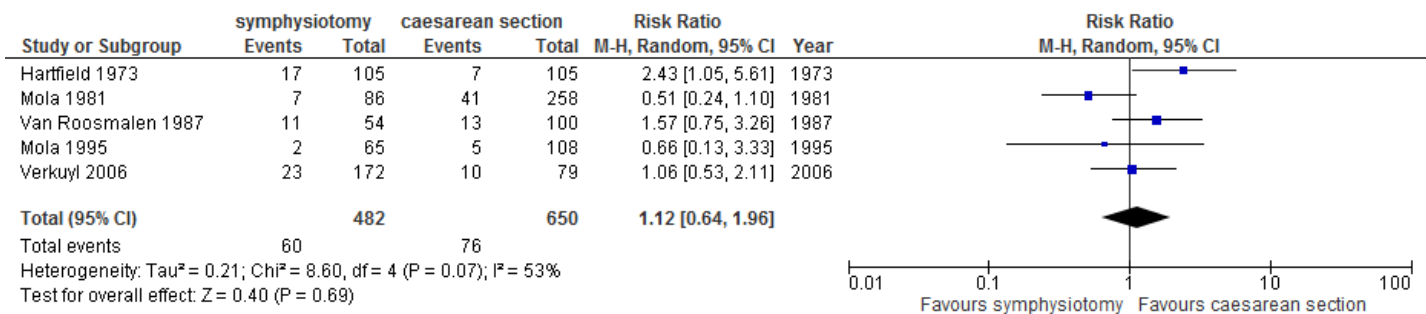 symphysiotomy caesarean section Risk Ratio Risk Ratio
Study or Subgroup Events Total Events Total M-H, Random, 95% CI Year M-H, Random, 95% CI
Hartfield 1973 17 105 7 105 2.43 [1.05, 5.61] 1973
Mola 1981 7 86 41 258 0.51 [0.24, 1.10] 1981
Van Roosmalen 1987 11 54 13 100 1.57 [0.75, 3.26] 1987
Mola 1995 2 65 5 108 0.66 [0.13, 3.33] 1995
Verkuyl 2006 23 172 10 79 1.06 [0.53, 2.11] 2006
Total (95% CI) 482 650 1.12 [0.64, 1.96]
Total events 60 76
Heterogeneity: Tau² = 0.21; Chi² = 8.60, df = 4 (P = 0.07); I² = 53%
Test for overall effect: Z = 0.40 (P = 0.69)
0.01 0.1 1 10 100
Favours symphysiotomy Favours caesarean section